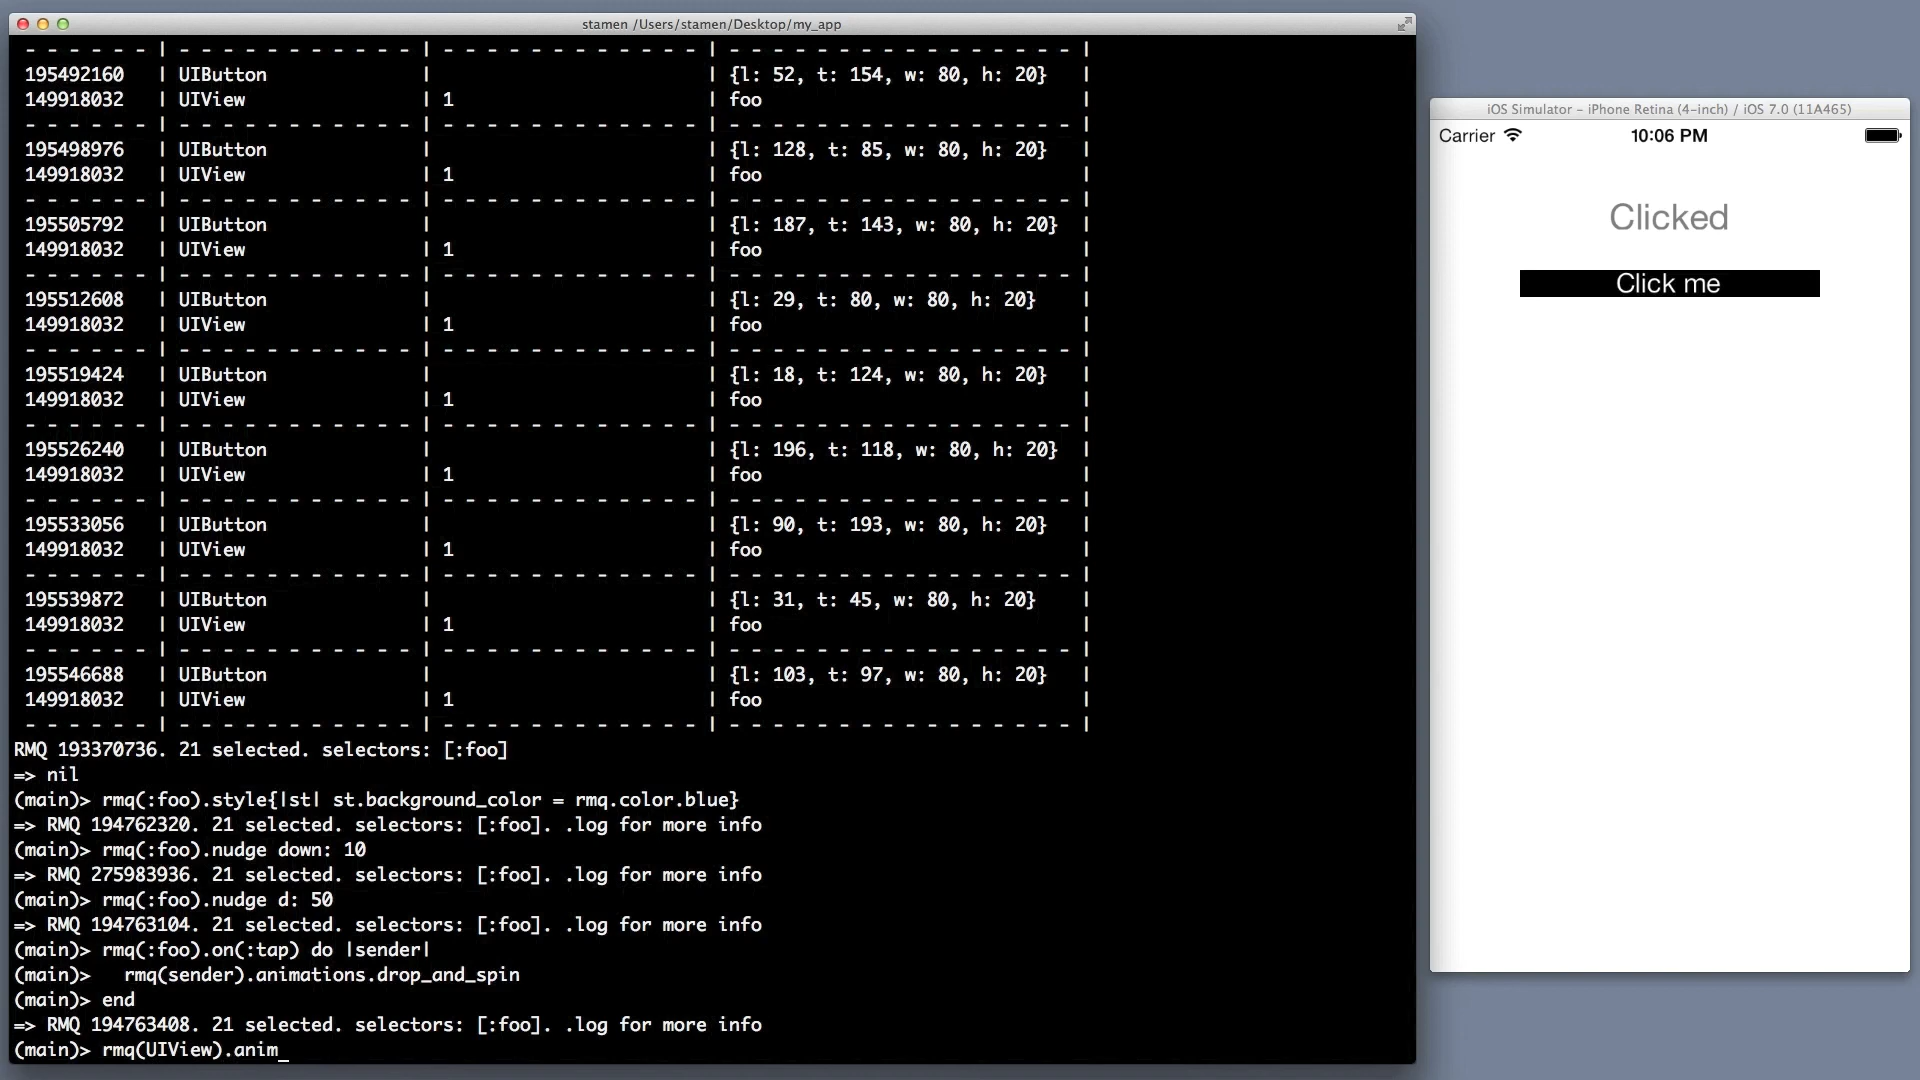 stamen /Users/stamen/Desktop/my_app
- - - - - - | - - - - - - - - - - - | - - - - - - - - - - - - | - - - - - - - - - - - - - - - - |
195492160 | UIButton | | {l: 52, t: 154, w: 80, h: 20} |
149918032 | UIView | 1 | foo |
- - - - - - | - - - - - - - - - - - | - - - - - - - - - - - - | - - - - - - - - - - - - - - - - |
195498976 | UIButton | | {l: 128, t: 85, w: 80, h: 20} |
149918032 | UIView | 1 | foo |
- - - - - - | - - - - - - - - - - - | - - - - - - - - - - - - | - - - - - - - - - - - - - - - - |
195505792 | UIButton | | {l: 187, t: 143, w: 80, h: 20} |
149918032 | UIView | 1 | foo |
- - - - - - | - - - - - - - - - - - | - - - - - - - - - - - - | - - - - - - - - - - - - - - - - |
195512608 | UIButton | | {l: 29, t: 80, w: 80, h: 20} |
149918032 | UIView | 1 | foo |
- - - - - - | - - - - - - - - - - - | - - - - - - - - - - - - | - - - - - - - - - - - - - - - - |
195519424 | UIButton | | {l: 18, t: 124, w: 80, h: 20} |
149918032 | UIView | 1 | foo |
- - - - - - | - - - - - - - - - - - | - - - - - - - - - - - - | - - - - - - - - - - - - - - - - |
195526240 | UIButton | | {l: 196, t: 118, w: 80, h: 20} |
149918032 | UIView | 1 | foo |
- - - - - - | - - - - - - - - - - - | - - - - - - - - - - - - | - - - - - - - - - - - - - - - - |
195533056 | UIButton | | {l: 90, t: 193, w: 80, h: 20} |
149918032 | UIView | 1 | foo |
- - - - - - | - - - - - - - - - - - | - - - - - - - - - - - - | - - - - - - - - - - - - - - - - |
195539872 | UIButton | | {l: 31, t: 45, w: 80, h: 20} |
149918032 | UIView | 1 | foo |
- - - - - - | - - - - - - - - - - - | - - - - - - - - - - - - | - - - - - - - - - - - - - - - - |
195546688 | UIButton | | {l: 103, t: 97, w: 80, h: 20} |
149918032 | UIView | 1 | foo |
- - - - - - | - - - - - - - - - - - | - - - - - - - - - - - - | - - - - - - - - - - - - - - - - |
RMQ 193370736. 21 selected. selectors: [:foo]
=> nil
(main)> rmq(:foo).style{|st| st.background_color = rmq.color.blue}
=> RMQ 194762320. 21 selected. selectors: [:foo]. .log for more info
(main)> rmq(:foo).nudge down: 10
=> RMQ 275983936. 21 selected. selectors: [:foo]. .log for more info
(main)> rmq(:foo).nudge d: 50
=> RMQ 194763104. 21 selected. selectors: [:foo]. .log for more info
(main)> rmq(:foo).on(:tap) do |sender|
(main)>   rmq(sender).animations.drop_and_spin
(main)> end
=> RMQ 194763408. 21 selected. selectors: [:foo]. .log for more info
(main)> rmq(UIView).anim_
iOS Simulator – iPhone Retina (4-inch) / iOS 7.0 (11A465)
Carrier 10:06 PM
Clicked
Click me